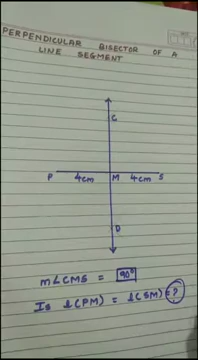 PERPENDICULAR BISECTOR OF A
LINE SEGMENT
C
P 4cm M 4cm S
D
m∠CMS = 90°
Is l(PM) = l(SM) = ?